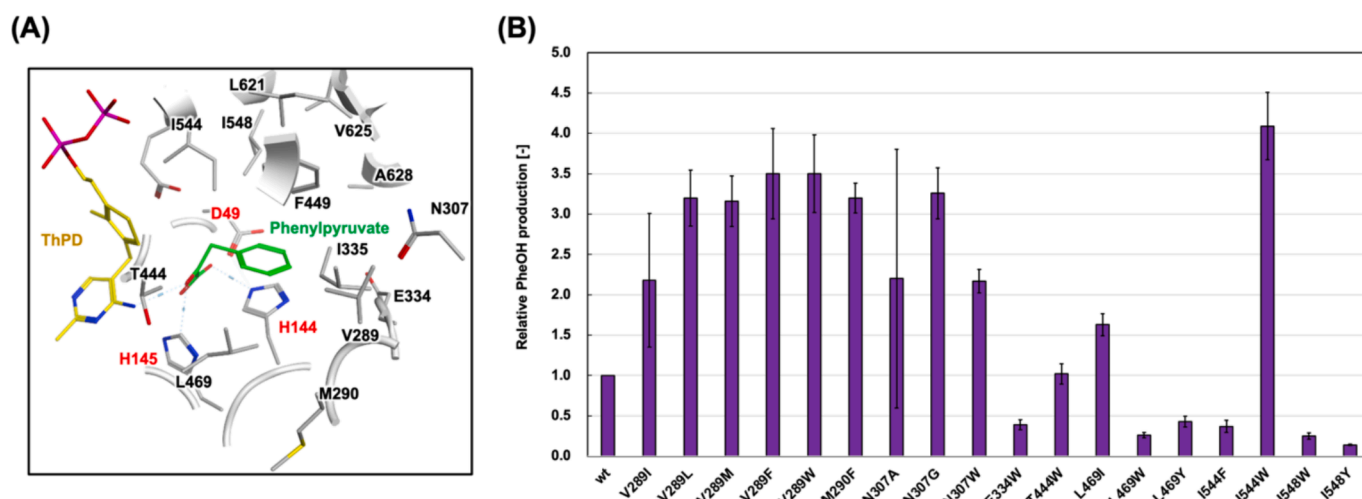 (A)
L621
I544
I548
V625
A628
F449
N307
D49
Phenylpyruvate
ThPD
I335
T444
E334
H144
V289
H145
L469
M290
(B)
5.0
4.5
4.0
3.5
3.0
2.5
2.0
1.5
1.0
0.5
0.0
Relative PheOH production [-]
wt
V289I
V289L
V289M
V289F
V289W
M290F
N307A
N307G
N307W
E334W
T444W
L469I
L469W
L469Y
I544F
I544W
I548W
I548Y